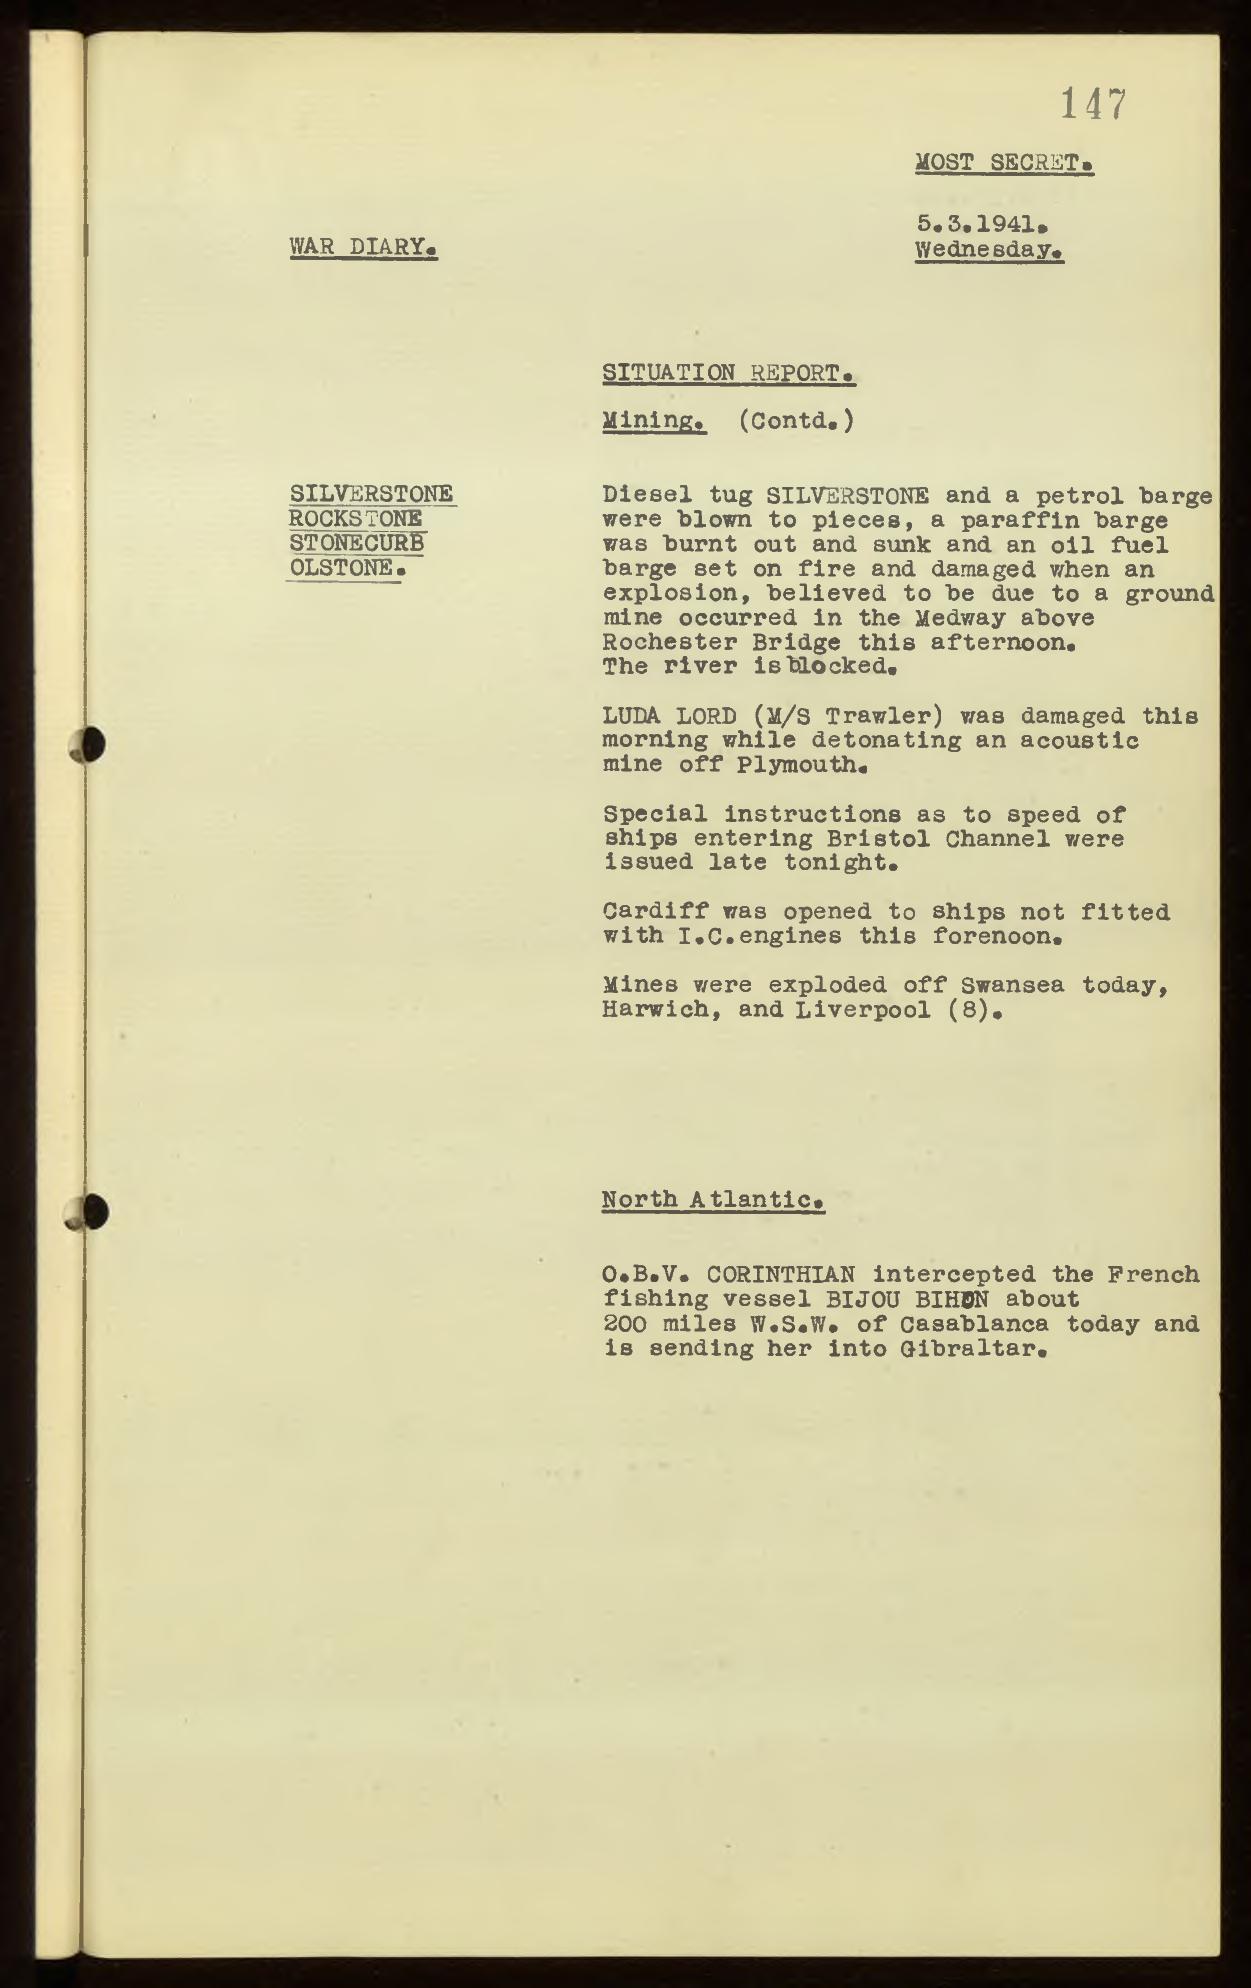 147
MOST SECRET.
5.3.1941.
WAR DIARY.
Wednesday.
SITUATION REPORT.
Mining. (Contd.)
SILVERSTONE
ROCKSTONE
STONECURB
OLSTONE.
Diesel tug SILVERSTONE and a petrol barge
were blown to pieces, a paraffin barge
was burnt out and sunk and an oil fuel
barge set on fire and damaged when an
explosion, believed to be due to a ground
mine occurred in the Medway above
Rochester Bridge this afternoon.
The river is blocked.
LUDA LORD (M/S Trawler) was damaged this
morning while detonating an acoustic
mine off Plymouth.
Special instructions as to speed of
ships entering Bristol Channel were
issued late tonight.
Cardiff was opened to ships not fitted
with I.C.engines this forenoon.
Mines were exploded off Swansea today,
Harwich, and Liverpool (8).
North Atlantic.
O.B.V. CORINTHIAN intercepted the French
fishing vessel BIJOU BIHEN about
200 miles W.S.W. of Casablanca today and
is sending her into Gibraltar.